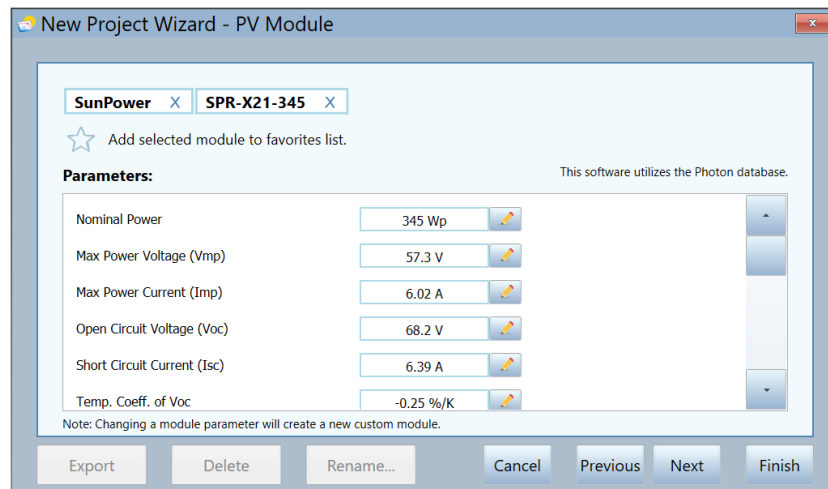 New Project Wizard - PV Module
x
SunPower X SPR-X21-345 X
Add selected module to favorites list.
Parameters: This software utilizes the Photon database.
Nominal Power 345 Wp
Max Power Voltage (Vmp) 57.3 V
Max Power Current (Imp) 6.02 A
Open Circuit Voltage (Voc) 68.2 V
Short Circuit Current (Isc) 6.39 A
Temp. Coeff. of Voc -0.25 %/K
Note: Changing a module parameter will create a new custom module.
Export Delete Rename... Cancel Previous Next Finish